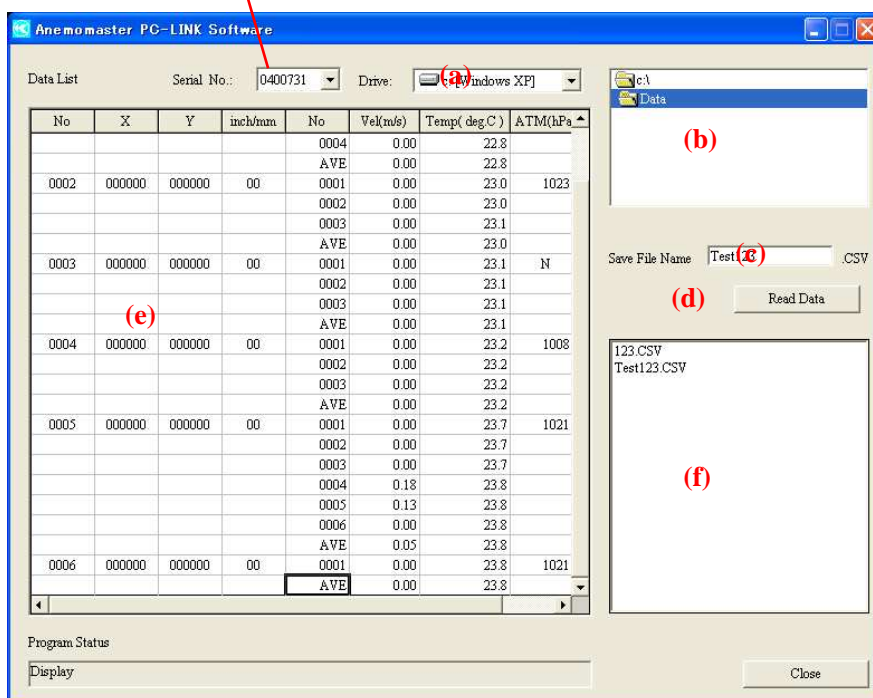 Anemomaster PC-LINK Software
Data List Serial No.: 0400731 Drive: (a) [Windows XP]
c:\
Data
(b)
No X Y inch/mm No Vel(m/s) Temp( deg.C ) ATM(hPa
0004 0.00 22.8
AVE 0.00 22.8
0002 000000 000000 00 0001 0.00 23.0 1023
0002 0.00 23.0
0003 0.00 23.1
AVE 0.00 23.0
0003 000000 000000 00 0001 0.00 23.1 N
0002 0.00 23.1
0003 0.00 23.1
(e)
AVE 0.00 23.1
0004 000000 000000 00 0001 0.00 23.2 1008
0002 0.00 23.2
0003 0.00 23.2
AVE 0.00 23.2
0005 000000 000000 00 0001 0.00 23.7 1021
0002 0.00 23.7
0003 0.00 23.7
0004 0.18 23.8
0005 0.13 23.8
0006 0.00 23.8
AVE 0.05 23.8
0006 000000 000000 00 0001 0.00 23.8 1021
AVE 0.00 23.8
Save File Name Test123 (c) .CSV
(d) Read Data
123.CSV
Test123.CSV
(f)
Program Status
Display
Close